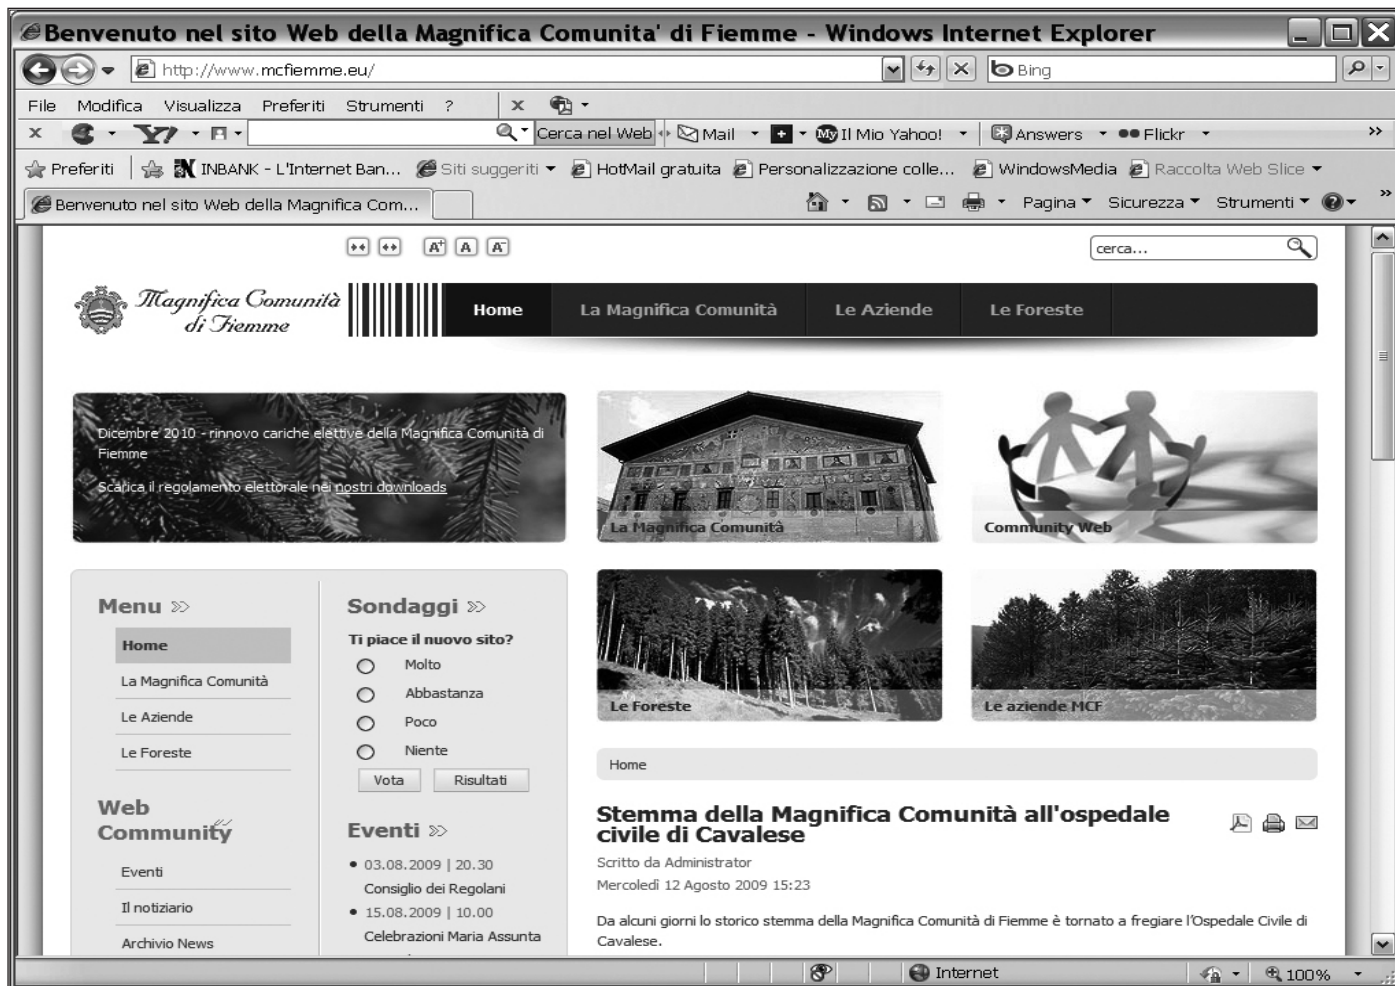 Benvenuto nel sito Web della Magnifica Comunita' di Fiemme - Windows Internet Explorer
http://www.mcfiemme.eu/
Bing
File Modifica Visualizza Preferiti Strumenti ? x
x Y! Cerca nel Web Mail My Il Mio Yahoo! Answers Flickr »
Preferiti INBANK - L'Internet Ban... Siti suggeriti HotMail gratuita Personalizzazione colle... WindowsMedia Raccolta Web Slice
Benvenuto nel sito Web della Magnifica Com...
Pagina Sicurezza Strumenti »
A+ A A-
cerca...
Magnifica Comunità
di Fiemme
Home La Magnifica Comunità Le Aziende Le Foreste
Dicembre 2010 - rinnovo cariche elettive della Magnifica Comunità di
Fiemme
Scarica il regolamento elettorale nei nostri downloads
La Magnifica Comunità
Community Web
Le Foreste
Le aziende MCF
Menu
Home
La Magnifica Comunità
Le Aziende
Le Foreste
Web
Community
Eventi
Il notiziario
Archivio News
Sondaggi
Ti piace il nuovo sito?
Molto
Abbastanza
Poco
Niente
Vota Risultati
Eventi
03.08.2009 | 20.30
Consiglio dei Regolani
15.08.2009 | 10.00
Celebrazioni Maria Assunta
Home
Stemma della Magnifica Comunità all'ospedale
civile di Cavalese
Scritto da Administrator
Mercoledì 12 Agosto 2009 15:23
Da alcuni giorni lo storico stemma della Magnifica Comunità di Fiemme è tornato a fregiare l'Ospedale Civile di
Cavalese.
Internet
100%